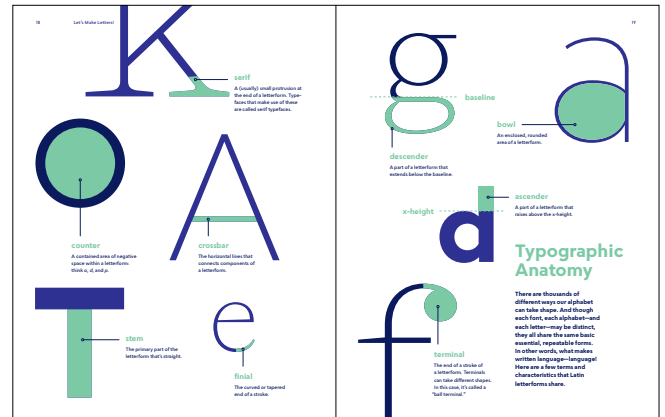 18
Let's Make Letters!
serif
A (usually) small protrusion at
the end of a letterform. Type-
faces that make use of these
are called serif typefaces.
counter
A contained area of negative
space within a letterform:
think o, d, and p.
crossbar
The horizontal lines that
connects components of
a letterform.
stem
The primary part of the
letterform that's straight.
finial
The curved or tapered
end of a stroke.
19
baseline
descender
A part of a letterform that
extends below the baseline.
bowl
An enclosed, rounded
area of a letterform.
ascender
A part of a letterform that
raises above the x-height.
x-height
Typographic
Anatomy
There are thousands of
different ways our alphabet
can take shape. And though
each font, each alphabet—and
each letter—may be distinct,
they all share the same basic
essential, repeatable forms.
In other words, what makes
written language—language!
Here are a few terms and
characteristics that Latin
letterforms share.
terminal
The end of a stroke of
a letterform. Terminals
can take different shapes.
In this case, it's called a
"ball terminal."
K
o
A
T
e
g
a
d
f